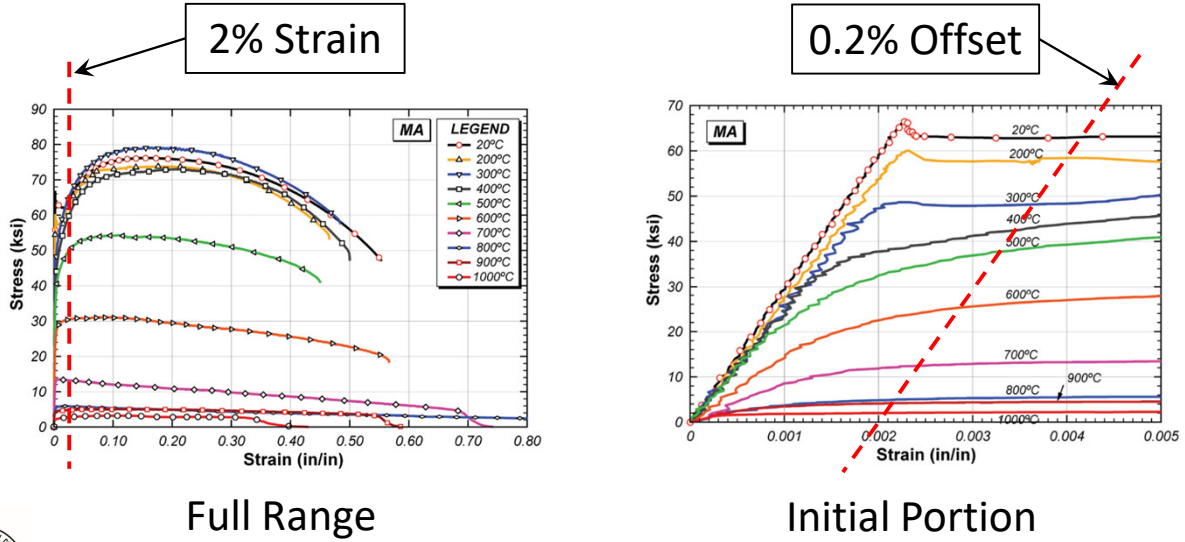 2% Strain
0.2% Offset
90
80
70
60
50
40
30
20
10
0
Stress (ksi)
MA
LEGEND
20ºC
200ºC
300ºC
400ºC
500ºC
600ºC
700ºC
800ºC
900ºC
1000ºC
0 0.10 0.20 0.30 0.40 0.50 0.60 0.70 0.80
Strain (in/in)
Full Range
70
60
50
40
30
20
10
0
Stress (ksi)
MA
20ºC
200ºC
300ºC
400ºC
500ºC
600ºC
700ºC
900ºC
800ºC
1000ºC
0 0.001 0.002 0.003 0.004 0.005
Strain (in/in)
Initial Portion